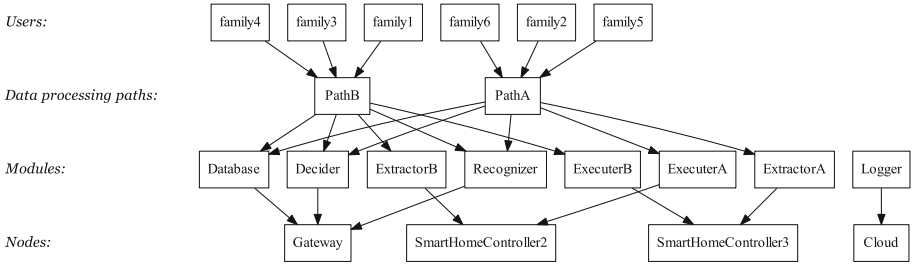 Users: family4 family3 family1 family6 family2 family5
Data processing paths: PathB PathA
Modules: Database Decider ExtractorB Recognizer ExecuterB ExecuterA ExtractorA Logger
Nodes: Gateway SmartHomeController2 SmartHomeController3 Cloud